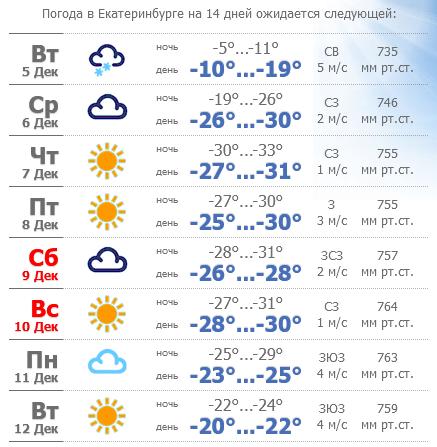 Погода в Екатеринбурге на 14 дней ожидается следующей:
Вт ночь -5°...-11° СВ 735
5 Дек день -10°...-19° 5 м/с мм рт.ст.
Ср ночь -19°...-26° СЗ 746
6 Дек день -26°...-30° 2 м/с мм рт.ст.
Чт ночь -30°...-33° СЗ 755
7 Дек день -27°...-31° 1 м/с мм рт.ст.
Пт ночь -27°...-30° З 755
8 Дек день -25°...-30° 3 м/с мм рт.ст.
Сб ночь -28°...-31° ЗСЗ 757
9 Дек день -26°...-28° 2 м/с мм рт.ст.
Вс ночь -27°...-31° СЗ 764
10 Дек день -28°...-30° 1 м/с мм рт.ст.
Пн ночь -25°...-29° ЗЮЗ 763
11 Дек день -23°...-25° 4 м/с мм рт.ст.
Вт ночь -22°...-24° ЗЮЗ 759
12 Дек день -20°...-22° 4 м/с мм рт.ст.